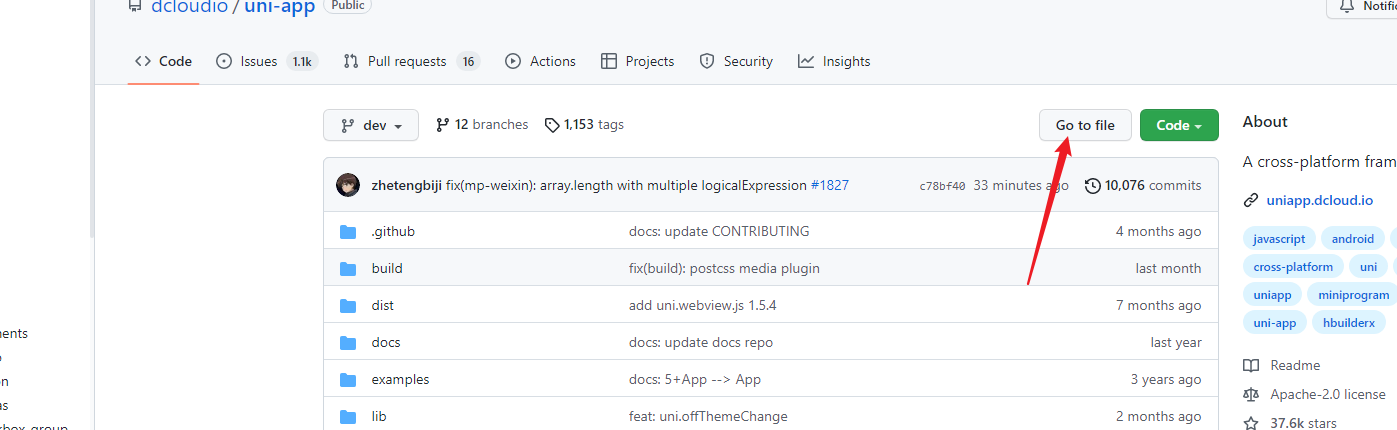 dcloudio / uni-app Public
Code Issues 1.1k Pull requests 16 Actions Projects Security Insights
dev 12 branches 1,153 tags Go to file Code
About
zhetengbiji fix(mp-weixin): array.length with multiple logicalExpression #1827 c78bf40 33 minutes ago 10,076 commits
A cross-platform fram
uniapp.dcloud.io
.github docs: update CONTRIBUTING 4 months ago
javascript android
build fix(build): postcss media plugin last month
cross-platform uni
dist add uni.webview.js 1.5.4 7 months ago
uniapp miniprogram
uni-app hbuilderx
docs docs: update docs repo last year
Readme
examples docs: 5+App --> App 3 years ago
Apache-2.0 license
lib feat: uni.offThemeChange 2 months ago
37.6k stars